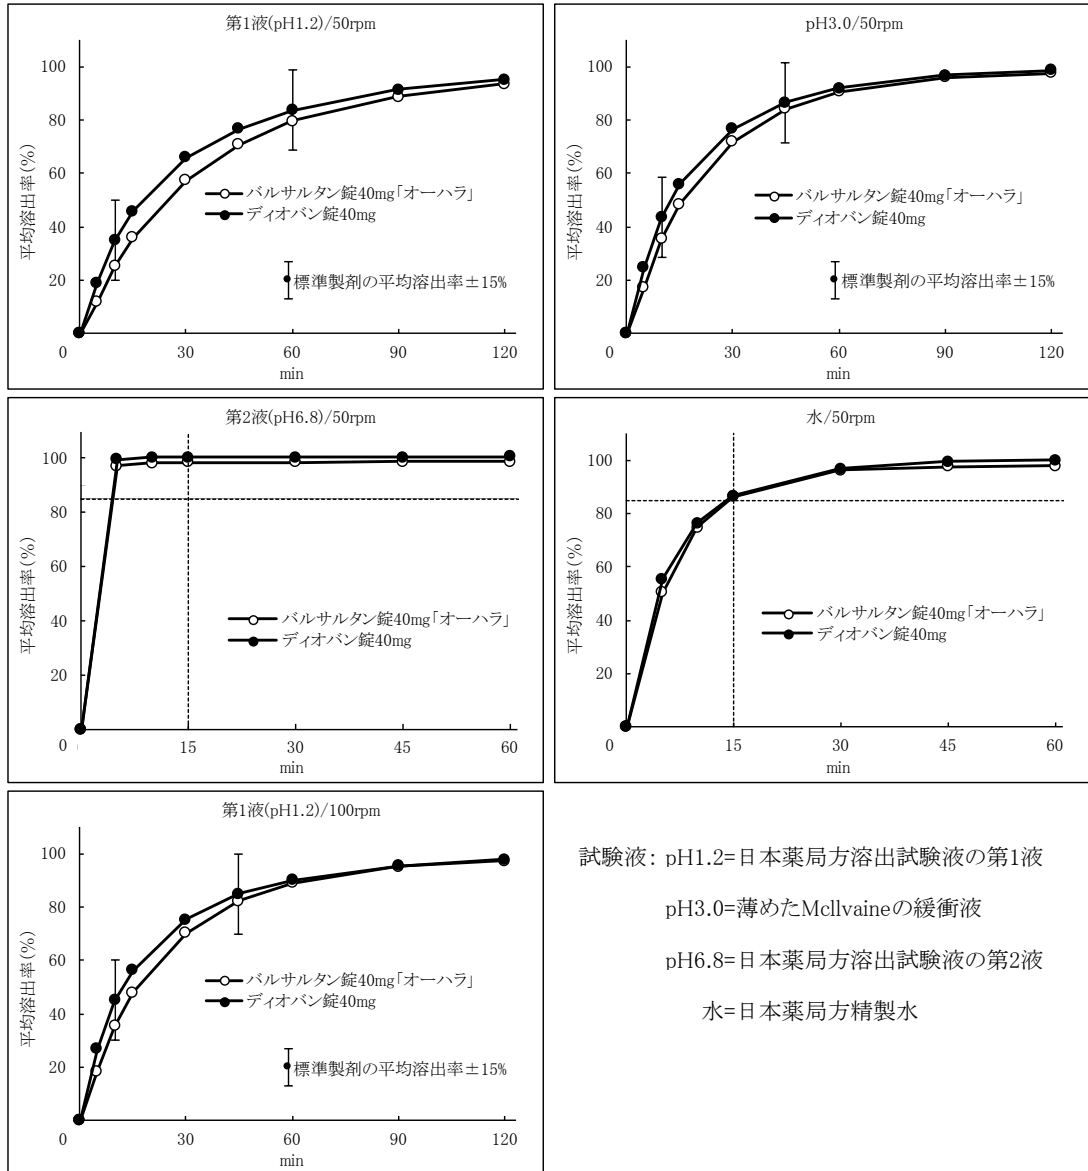 第1液(pH1.2)/50rpm
平均溶出率(%)
100
80
60
40
20
0
30
60
90
120
min
バルサルタン錠40mg「オーハラ」
ディオバン錠40mg
標準製剤の平均溶出率±15%
pH3.0/50rpm
平均溶出率(%)
100
80
60
40
20
0
30
60
90
120
min
バルサルタン錠40mg「オーハラ」
ディオバン錠40mg
標準製剤の平均溶出率±15%
第2液(pH6.8)/50rpm
平均溶出率(%)
100
80
60
40
20
0
15
30
45
60
min
バルサルタン錠40mg「オーハラ」
ディオバン錠40mg
水/50rpm
平均溶出率(%)
100
80
60
40
20
0
15
30
45
60
min
バルサルタン錠40mg「オーハラ」
ディオバン錠40mg
第1液(pH1.2)/100rpm
平均溶出率(%)
100
80
60
40
20
0
30
60
90
120
min
バルサルタン錠40mg「オーハラ」
ディオバン錠40mg
標準製剤の平均溶出率±15%
試験液: pH1.2=日本薬局方溶出試験液の第1液
pH3.0=薄めたMcllvaineの緩衝液
pH6.8=日本薬局方溶出試験液の第2液
水=日本薬局方精製水